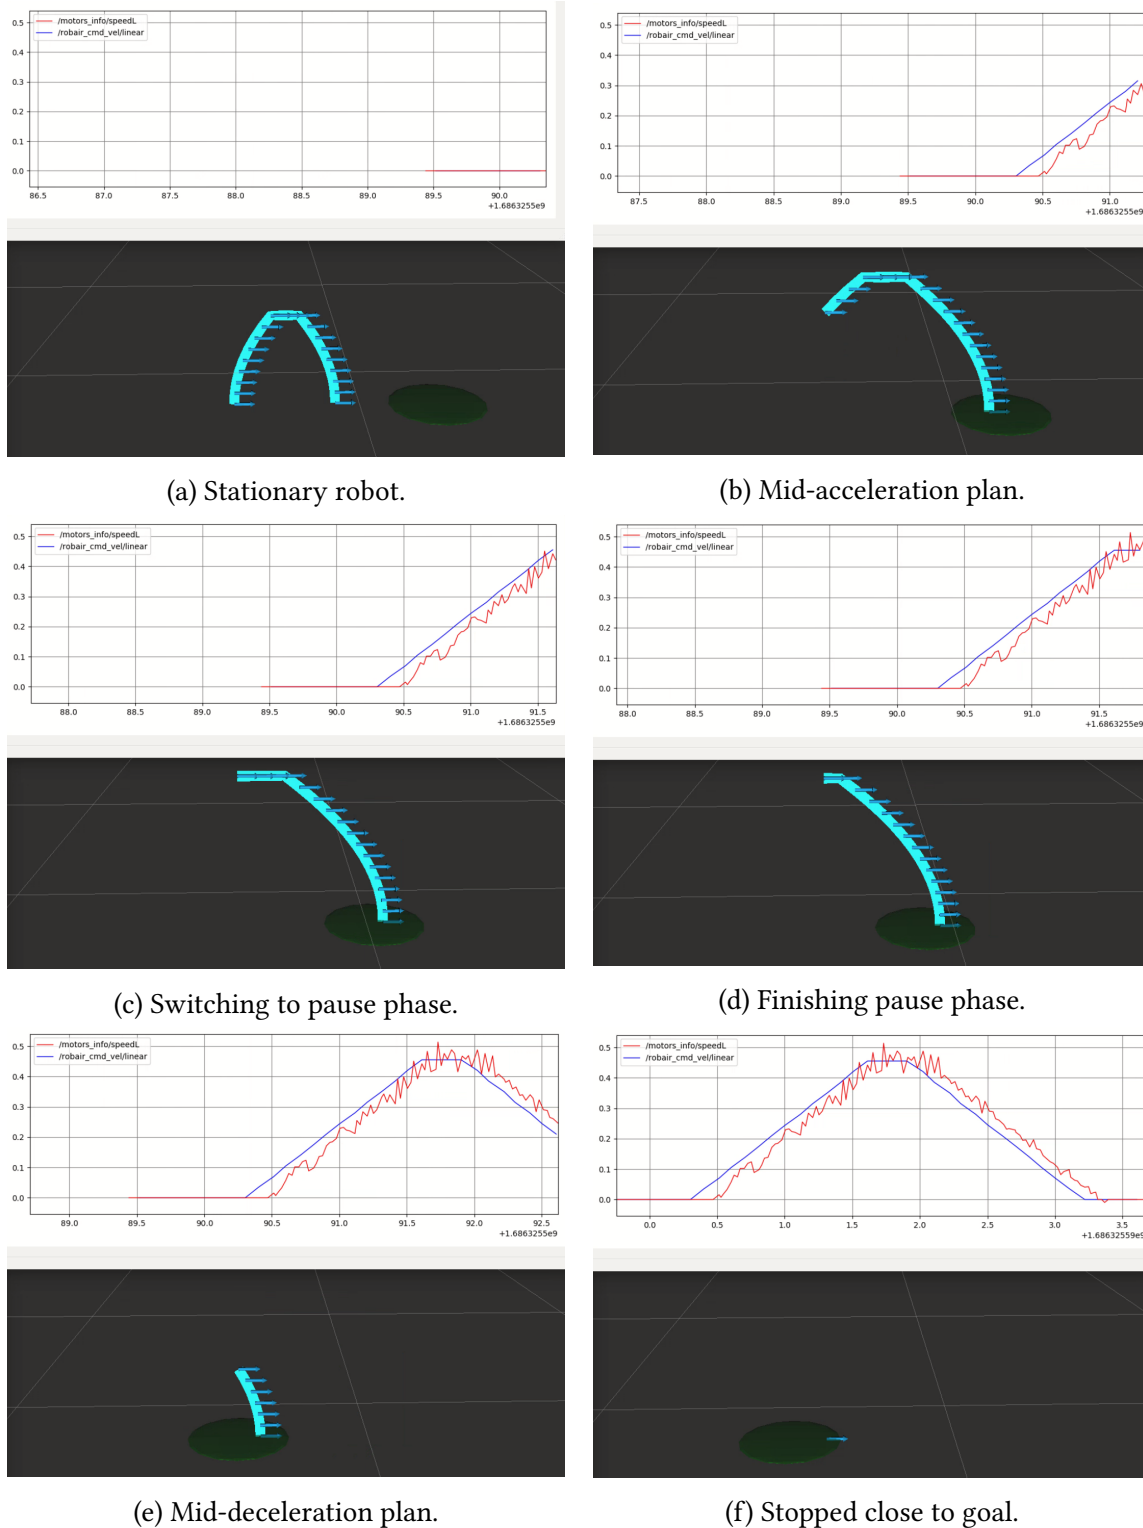 /motors_info/speedL
/robair_cmd_vel/linear
0.5
0.4
0.3
0.2
0.1
0.0
86.5 87.0 87.5 88.0 88.5 89.0 89.5 90.0
+1.6863255e9
(a) Stationary robot.
/motors_info/speedL
/robair_cmd_vel/linear
0.5
0.4
0.3
0.2
0.1
0.0
87.5 88.0 88.5 89.0 89.5 90.0 90.5 91.0
+1.6863255e9
(b) Mid-acceleration plan.
/motors_info/speedL
/robair_cmd_vel/linear
0.5
0.4
0.3
0.2
0.1
0.0
88.0 88.5 89.0 89.5 90.0 90.5 91.0 91.5
+1.6863255e9
(c) Switching to pause phase.
/motors_info/speedL
/robair_cmd_vel/linear
0.5
0.4
0.3
0.2
0.1
0.0
88.0 88.5 89.0 89.5 90.0 90.5 91.0 91.5
+1.6863255e9
(d) Finishing pause phase.
/motors_info/speedL
/robair_cmd_vel/linear
0.5
0.4
0.3
0.2
0.1
0.0
89.0 89.5 90.0 90.5 91.0 91.5 92.0 92.5
+1.6863255e9
(e) Mid-deceleration plan.
/motors_info/speedL
/robair_cmd_vel/linear
0.5
0.4
0.3
0.2
0.1
0.0
0.0 0.5 1.0 1.5 2.0 2.5 3.0 3.5
+1.68632559e9
(f) Stopped close to goal.